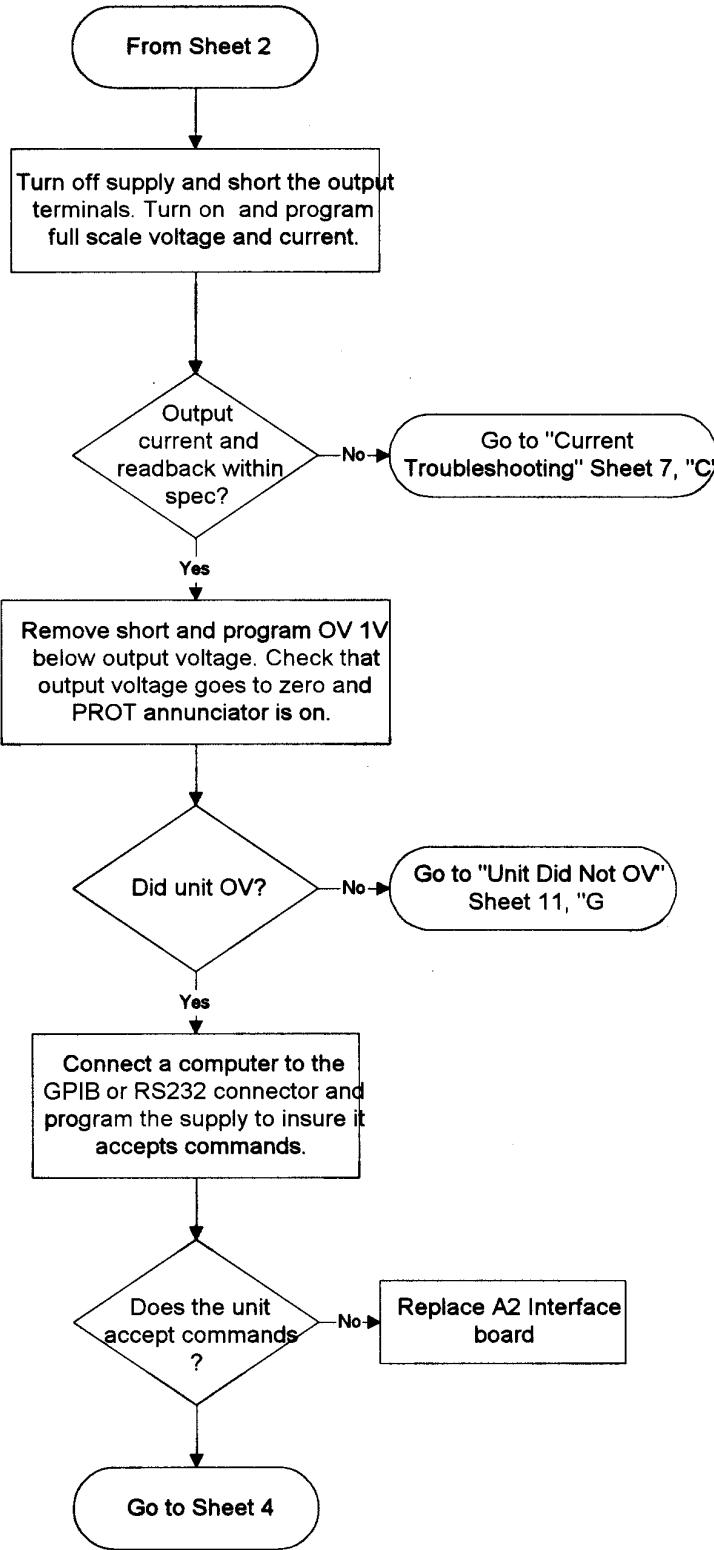 From Sheet 2
Turn off supply and short the output
terminals. Turn on and program
full scale voltage and current.
Output
current and
readback within
spec?
No
Go to "Current
Troubleshooting" Sheet 7, "C"
Yes
Remove short and program OV 1V
below output voltage. Check that
output voltage goes to zero and
PROT annunciator is on.
Did unit OV?
No
Go to "Unit Did Not OV"
Sheet 11, "G
Yes
Connect a computer to the
GPIB or RS232 connector and
program the supply to insure it
accepts commands.
Does the unit
accept commands
?
No
Replace A2 Interface
board
Go to Sheet 4